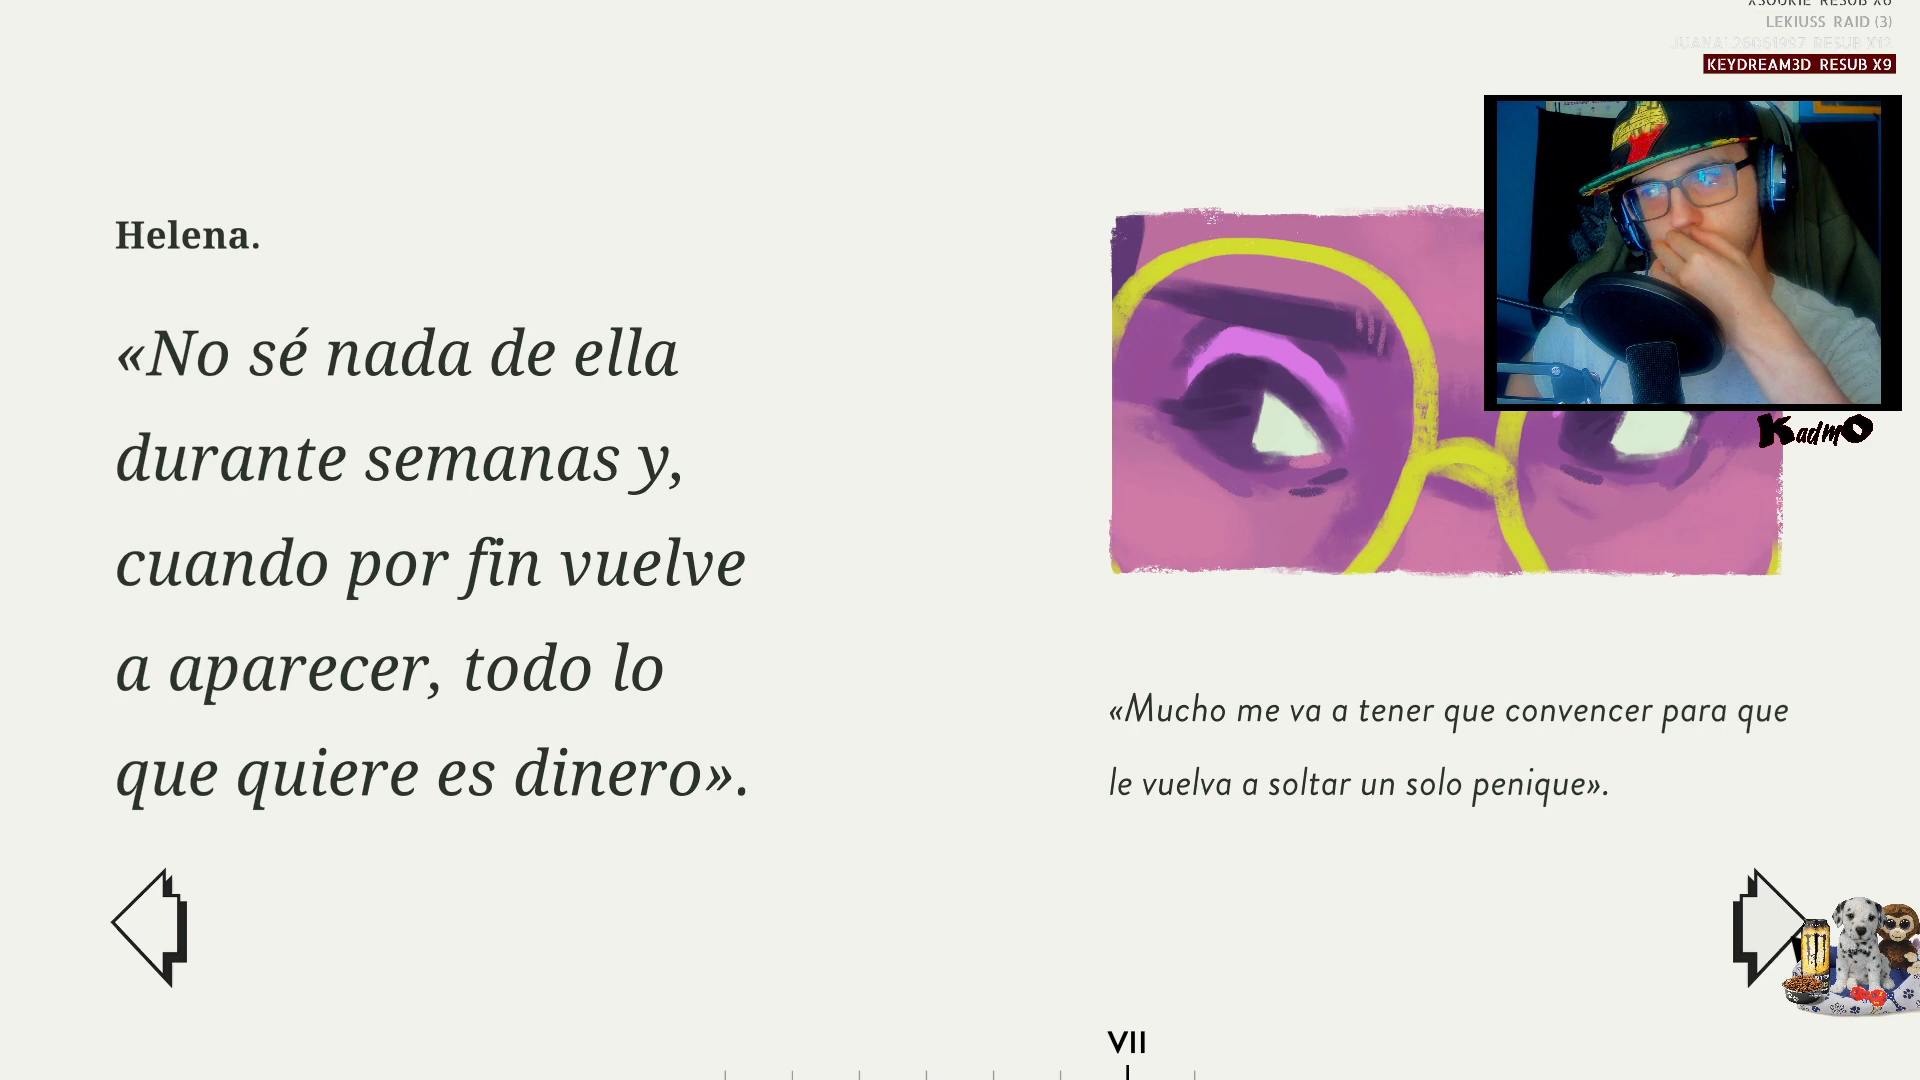 LEKIUSS RAID (3)
KEYDREAM3D RESUB X9
Helena.
«No sé nada de ella
durante semanas y,
cuando por fin vuelve
a aparecer, todo lo
que quiere es dinero».
KadmO
«Mucho me va a tener que convencer para que
le vuelva a soltar un solo penique».
VII